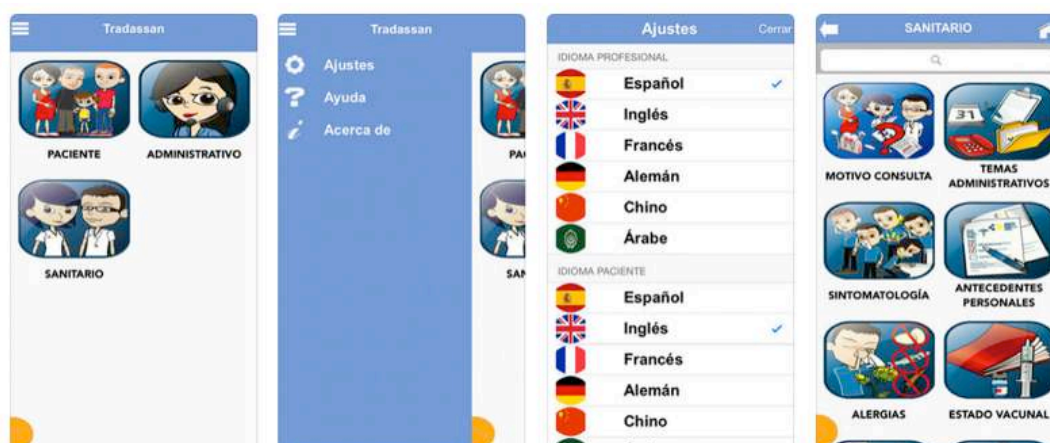 Tradassan
PACIENTE
ADMINISTRATIVO
SANITARIO
Tradassan
Ajustes
Ayuda
Acerca de
PA
SAN
Ajustes
Cerrar
IDIOMA PROFESIONAL
Español
Inglés
Francés
Alemán
Chino
Árabe
IDIOMA PACIENTE
Español
Inglés
Francés
Alemán
Chino
SANITARIO
MOTIVO CONSULTA
31
TEMAS
ADMINISTRATIVOS
SINTOMATOLOGÍA
ANTECEDENTES
PERSONALES
ALERGIAS
ESTADO VACUNAL